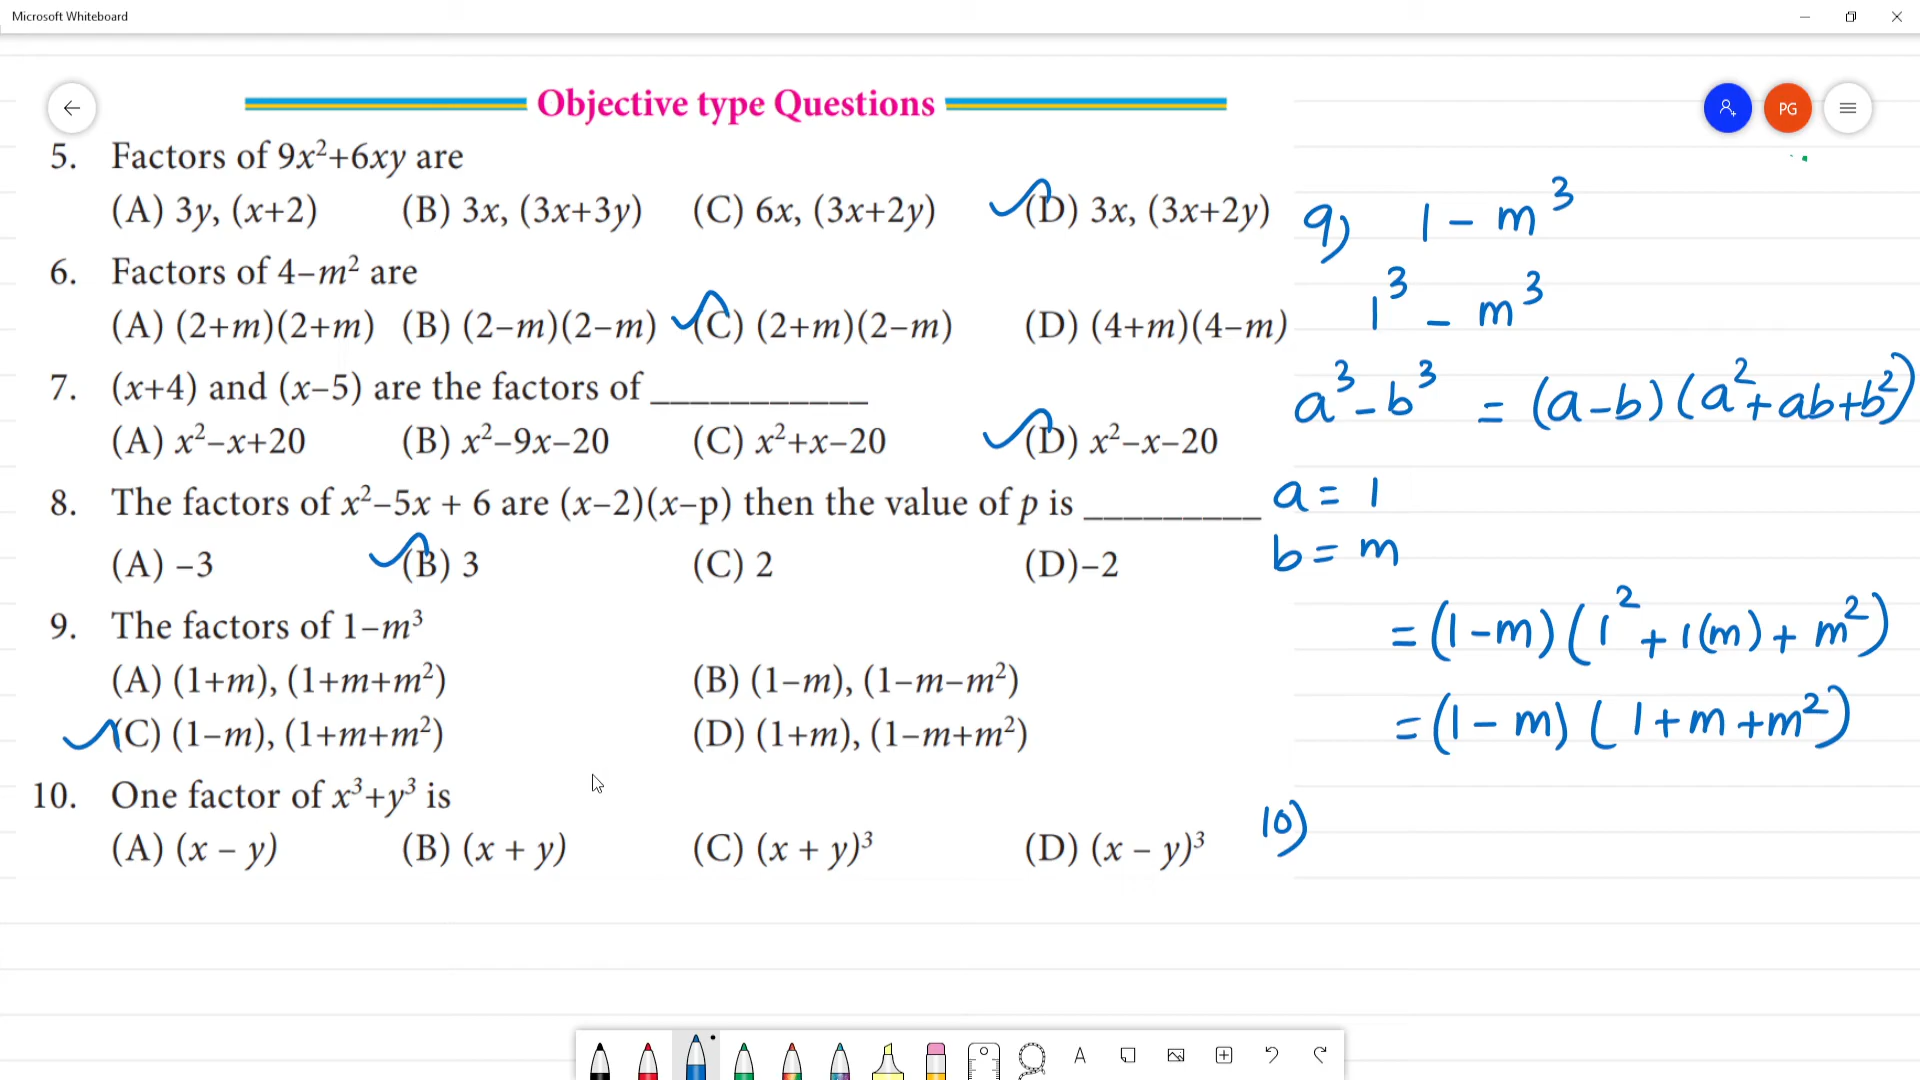 Microsoft Whiteboard
Objective type Questions
PG
5. Factors of 9x²+6xy are
(A) 3y, (x+2) (B) 3x, (3x+3y) (C) 6x, (3x+2y) (D) 3x, (3x+2y)
6. Factors of 4–m² are
(A) (2+m)(2+m) (B) (2–m)(2–m) (C) (2+m)(2–m) (D) (4+m)(4–m)
7. (x+4) and (x–5) are the factors of ___________
(A) x²–x+20 (B) x²–9x–20 (C) x²+x–20 (D) x²–x–20
8. The factors of x²–5x + 6 are (x–2)(x–p) then the value of p is _________
(A) –3 (B) 3 (C) 2 (D)–2
9. The factors of 1–m³
(A) (1+m), (1+m+m²) (B) (1–m), (1–m–m²)
(C) (1–m), (1+m+m²) (D) (1+m), (1–m+m²)
10. One factor of x³+y³ is
(A) (x – y) (B) (x + y) (C) (x + y)³ (D) (x – y)³
9) 1 – m³
1³ – m³
a³–b³ = (a–b) (a²+ab+b²)
a = 1
b = m
= (1–m) (1² + 1(m) + m²)
= (1 – m) (1+m+m²)
10)
A